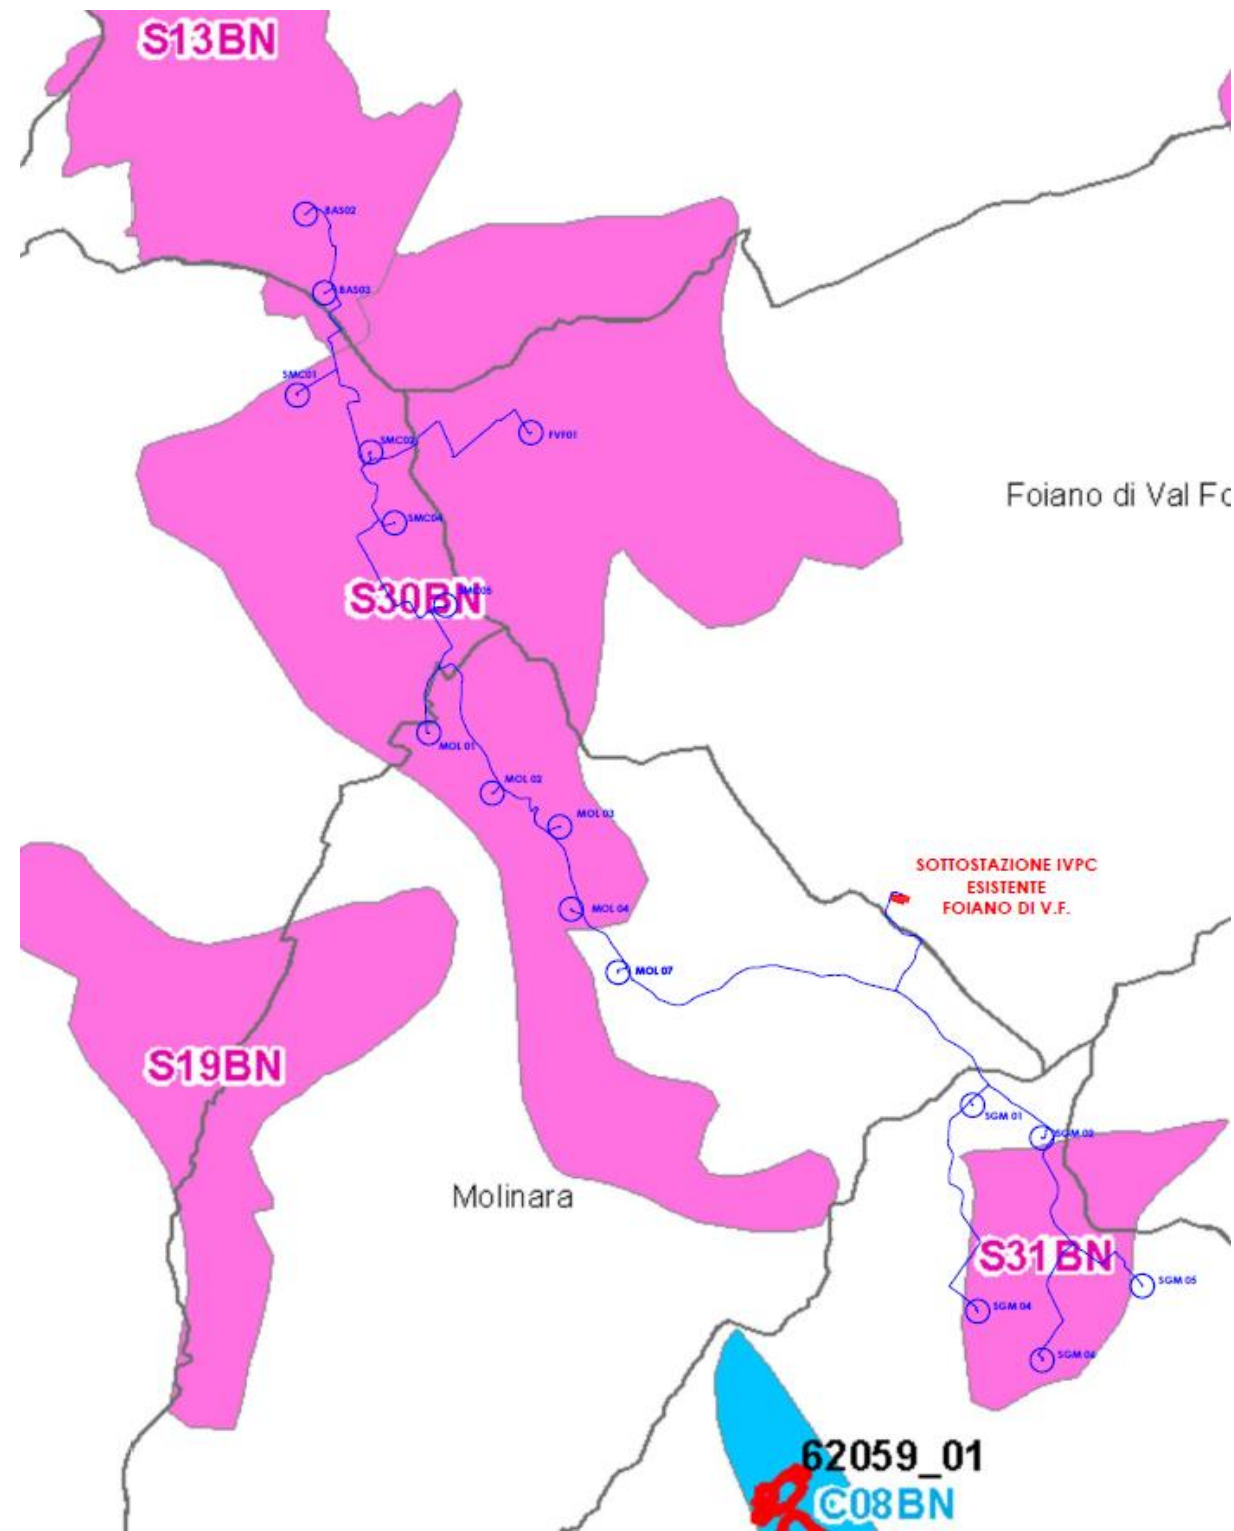 S13BN
BAS02
BAS03
SMC01
SMC02
FVF01
Foiano di Val Fo
SMC04
S30BN
SMC05
MOL 01
MOL 02
MOL 03
SOTTOSTAZIONE IVPC
ESISTENTE
FOIANO DI V.F.
MOL 04
MOL 07
S19BN
SGM 01
SGM 02
Molinara
S31BN
SGM 05
SGM 04
SGM 06
62059_01
C08BN